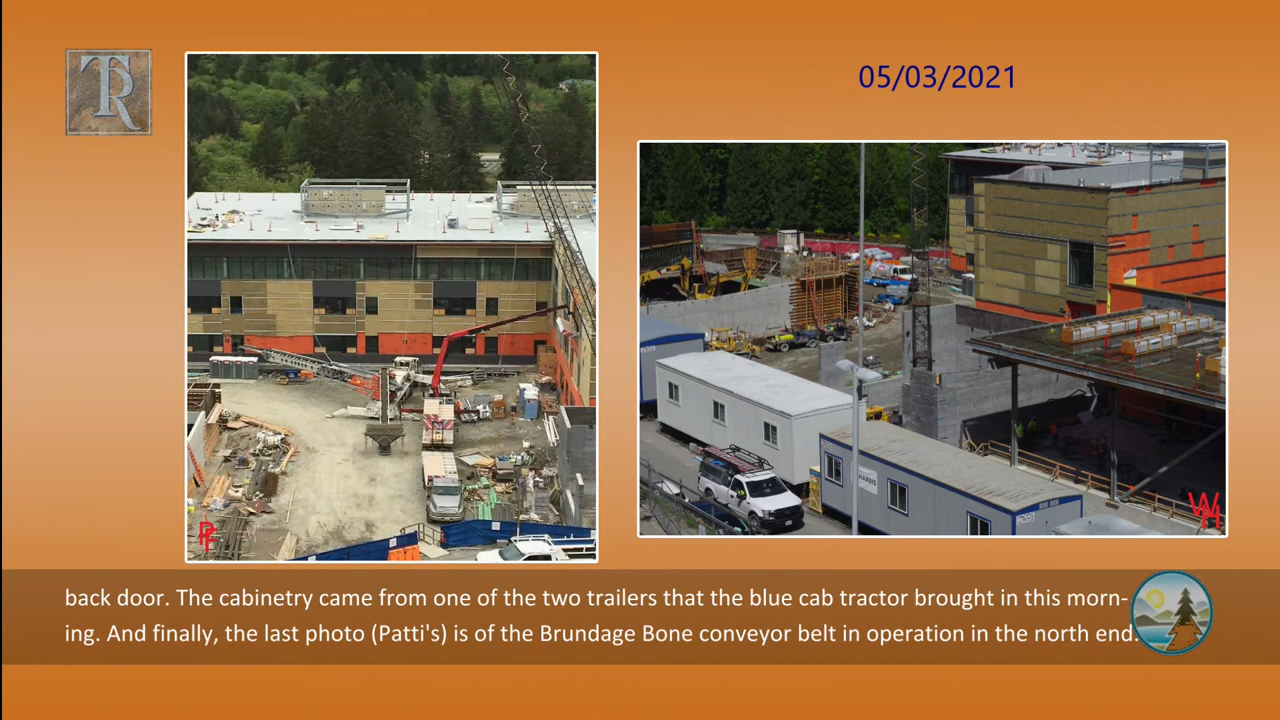 TR
05/03/2021
HARRIS
PL
WM
back door. The cabinetry came from one of the two trailers that the blue cab tractor brought in this morn-
ing. And finally, the last photo (Patti's) is of the Brundage Bone conveyor belt in operation in the north end.